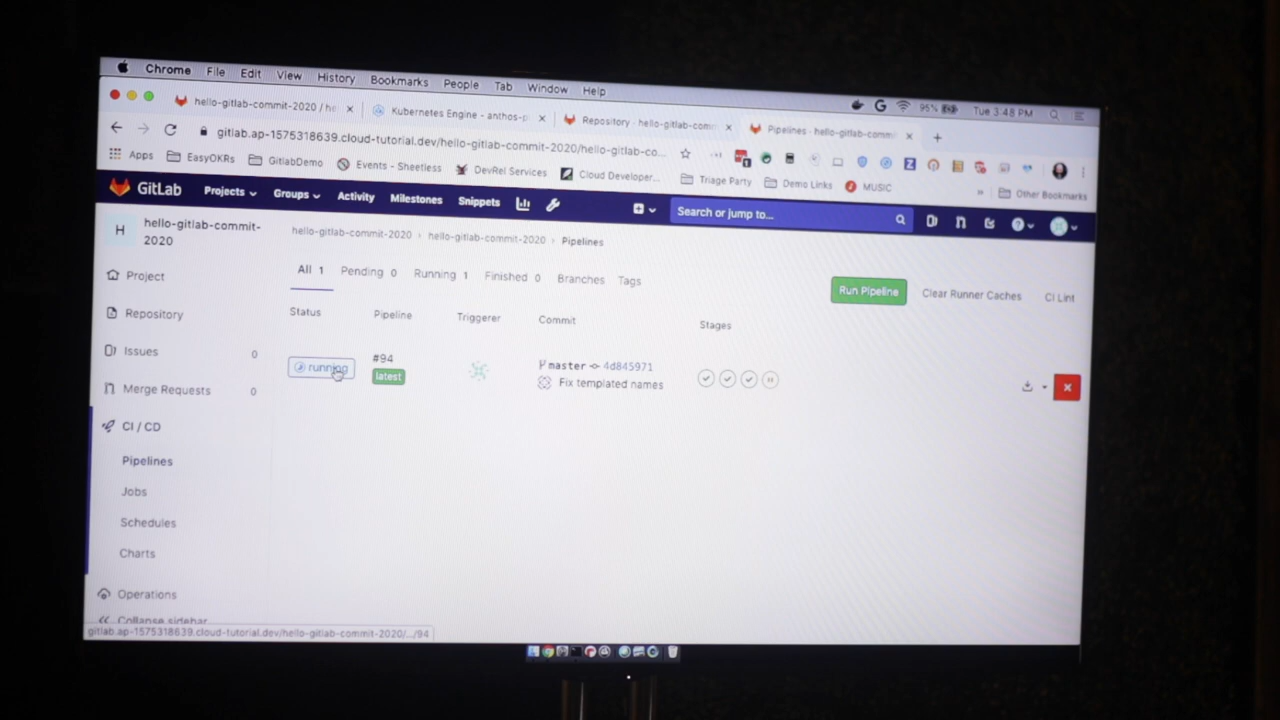 Chrome File Edit View History Bookmarks People Tab Window Help 95% Tue 3:48 PM
hello-gitlab-commit-2020 / he Kubernetes Engine - anthos-p Repository · hello-gitlab-com Pipelines · hello-gitlab-comm
gitlab.ap-1575318639.cloud-tutorial.dev/hello-gitlab-commit-2020/hello-gitlab-co...
Apps EasyOKRs GitlabDemo Events - Sheetless DevRel Services Cloud Developer... Triage Party Demo Links MUSIC » Other Bookmarks
GitLab Projects Groups Activity Milestones Snippets Search or jump to...
H hello-gitlab-commit-2020
hello-gitlab-commit-2020 › hello-gitlab-commit-2020 › Pipelines
All 1 Pending 0 Running 1 Finished 0 Branches Tags Run Pipeline Clear Runner Caches CI Lint
Status Pipeline Triggerer Commit Stages
running #94 master 4d845971
latest Fix templated names
Project
Repository
Issues 0
Merge Requests 0
CI / CD
Pipelines
Jobs
Schedules
Charts
Operations
Collapse sidebar
gitlab.ap-1575318639.cloud-tutorial.dev/hello-gitlab-commit-2020/.../94